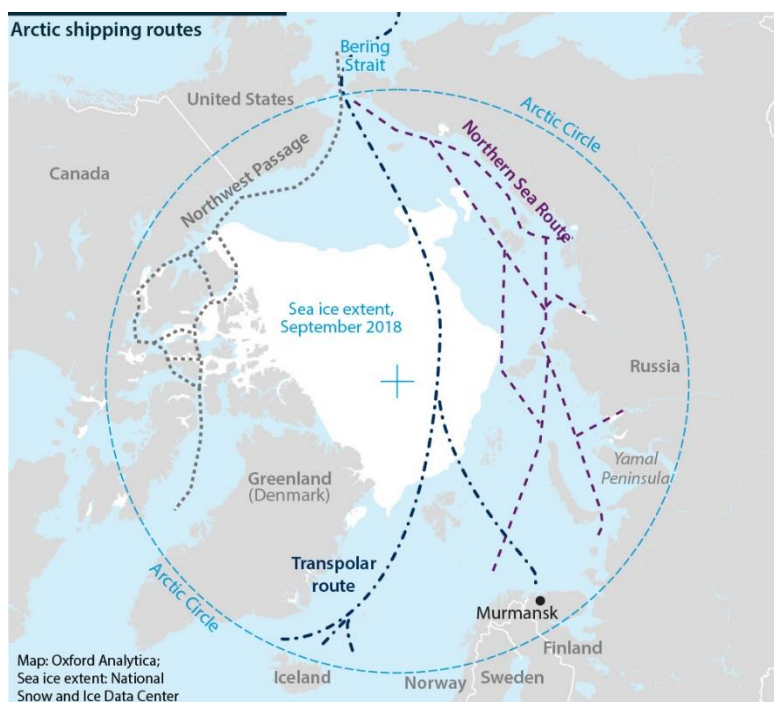 Arctic shipping routes
Bering
Strait
United States
Arctic Circle
Canada
Northwest Passage
Northern Sea Route
Sea ice extent,
September 2018
Russia
Greenland
(Denmark)
Yamal
Peninsula
Transpolar
route
Arctic Circle
Murmansk
Finland
Iceland
Norway
Sweden
Map: Oxford Analytica;
Sea ice extent: National
Snow and Ice Data Center